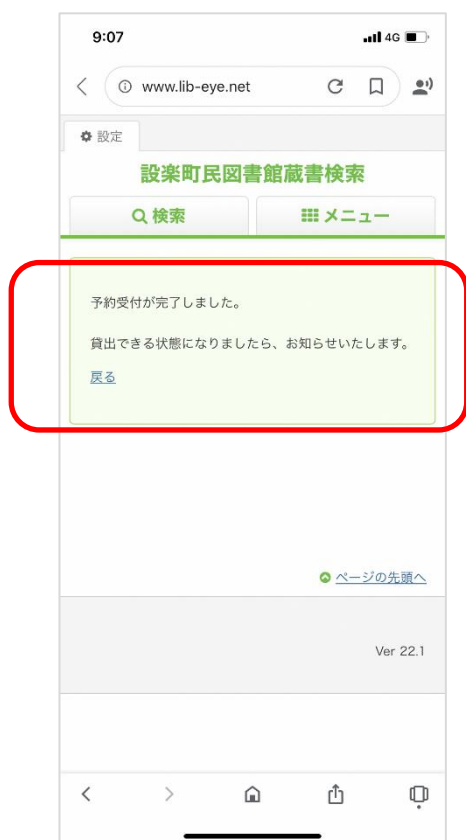 9:07
4G
www.lib-eye.net
設定
設楽町民図書館蔵書検索
検索
メニュー
予約受付が完了しました。
貸出できる状態になりましたら、お知らせいたします。
戻る
ページの先頭へ
Ver 22.1